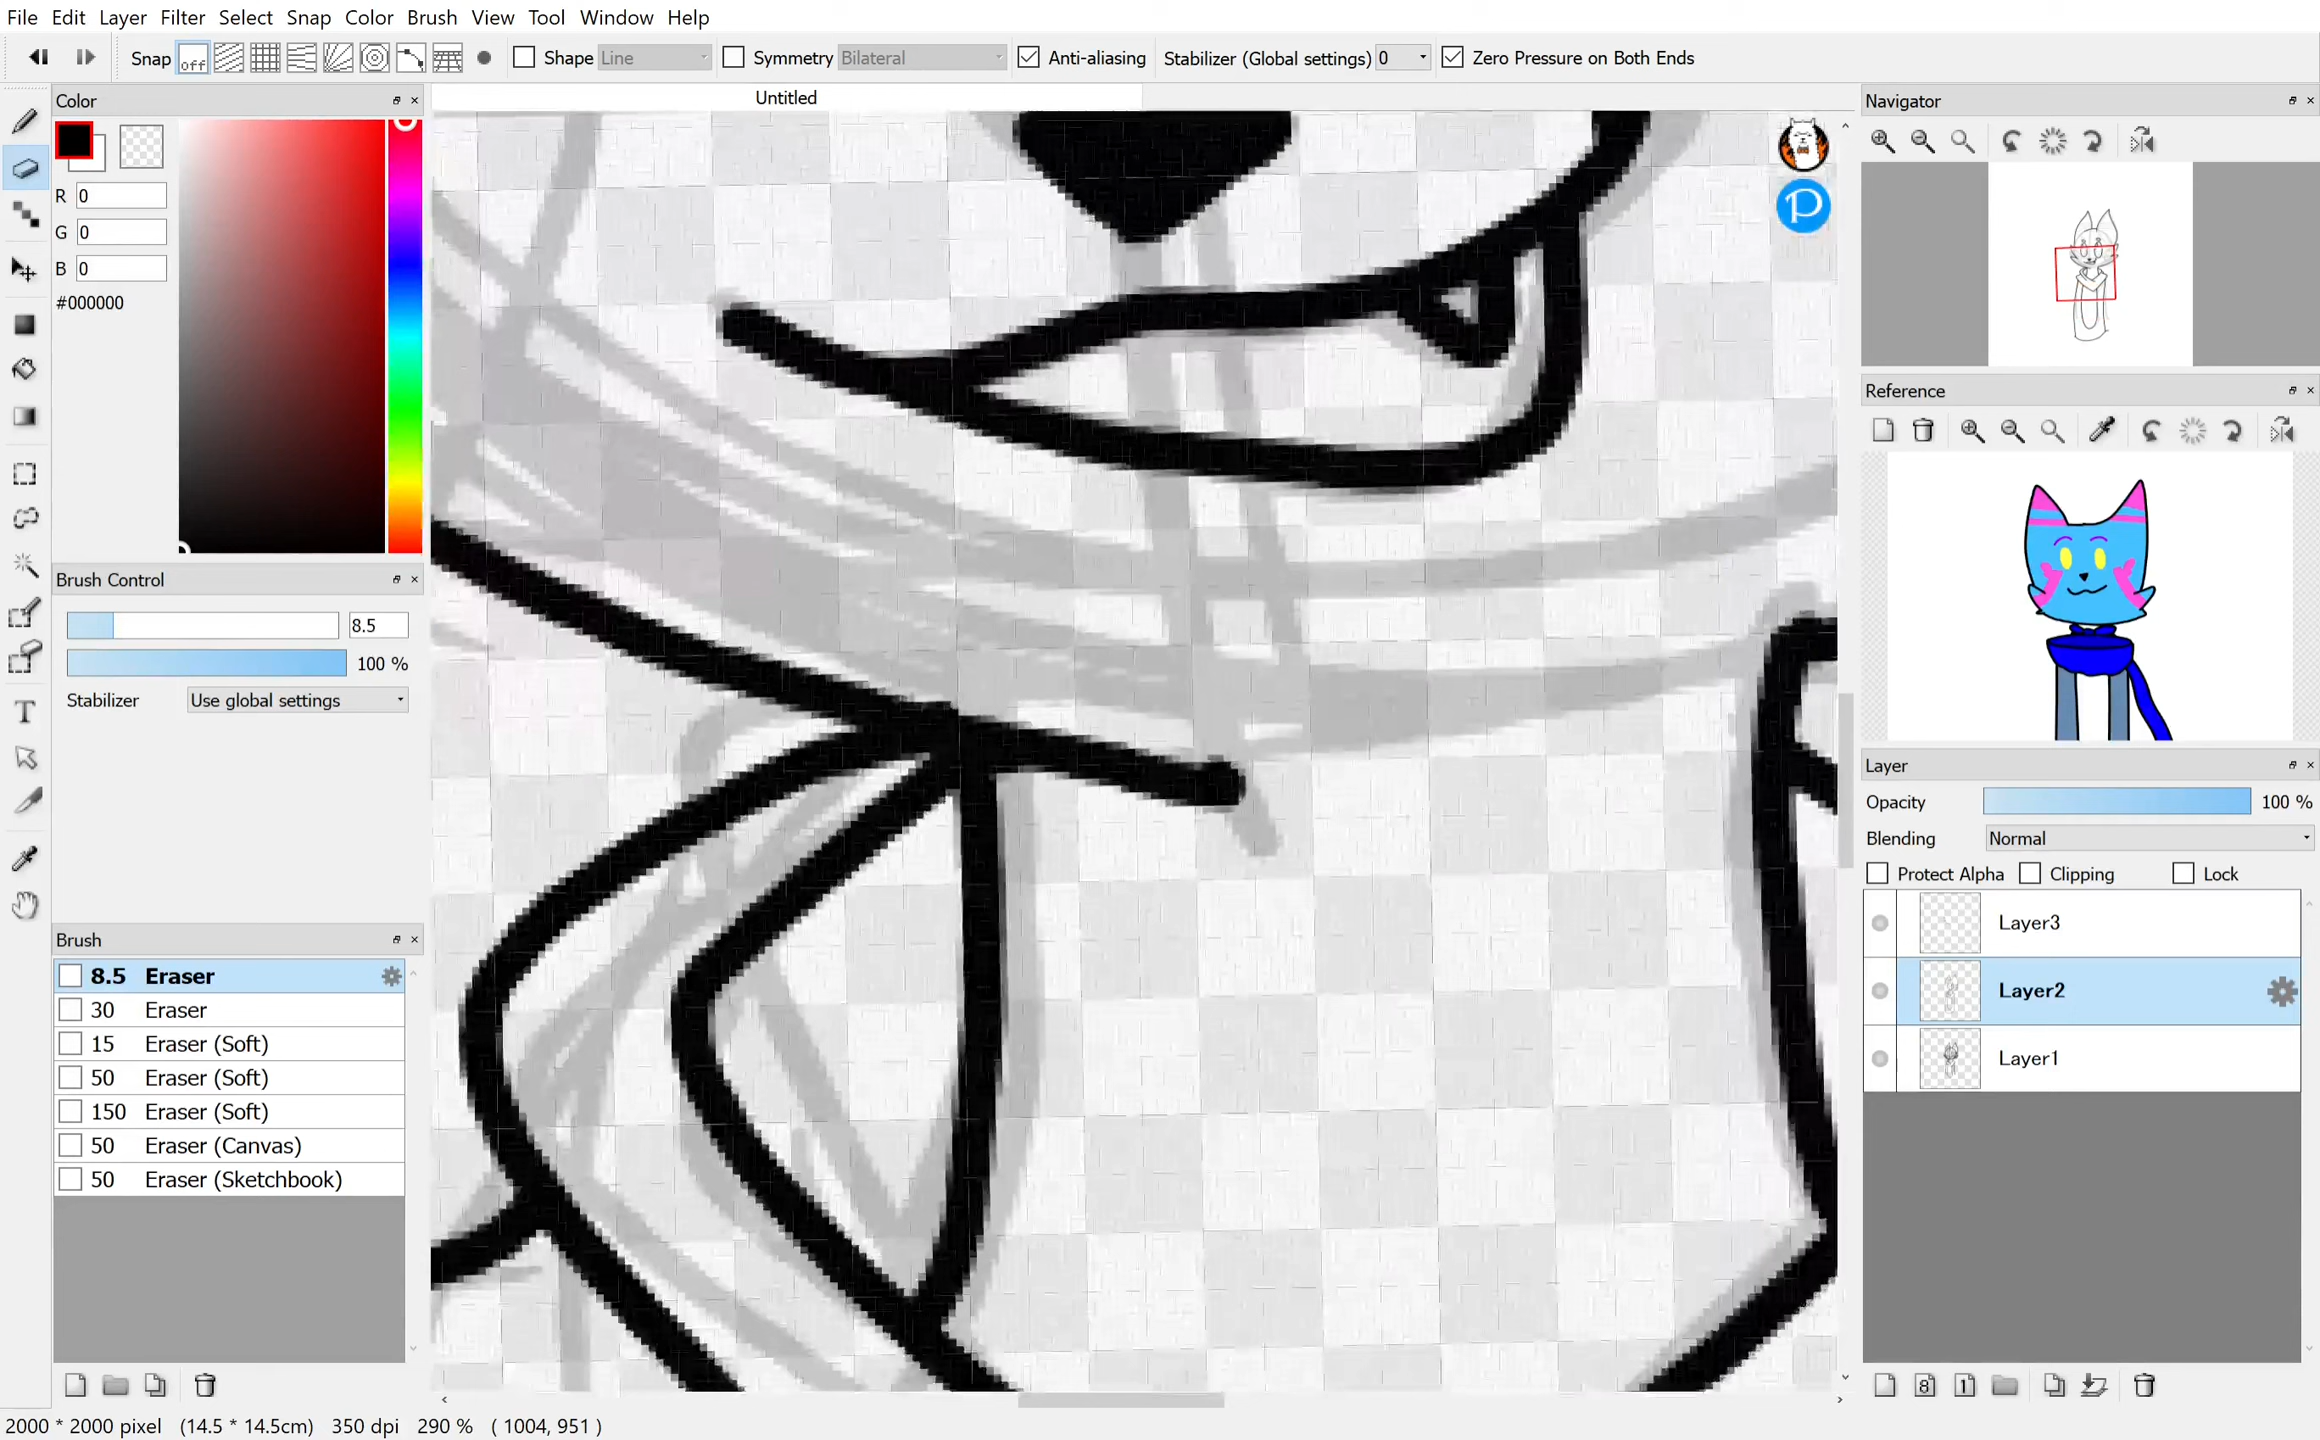 File Edit Layer Filter Select Snap Color Brush View Tool Window Help
Snap off Shape Line Symmetry Bilateral Anti-aliasing Stabilizer (Global settings) 0 Zero Pressure on Both Ends
Color
R 0
G 0
B 0
#000000
Brush Control
8.5
100 %
Stabilizer Use global settings
Brush
8.5 Eraser
30 Eraser
15 Eraser (Soft)
50 Eraser (Soft)
150 Eraser (Soft)
50 Eraser (Canvas)
50 Eraser (Sketchbook)
Untitled
P
Navigator
Reference
Layer
Opacity 100 %
Blending Normal
Protect Alpha Clipping Lock
Layer3
Layer2
Layer1
8 1
2000 * 2000 pixel (14.5 * 14.5cm) 350 dpi 290 % ( 1004, 951 )